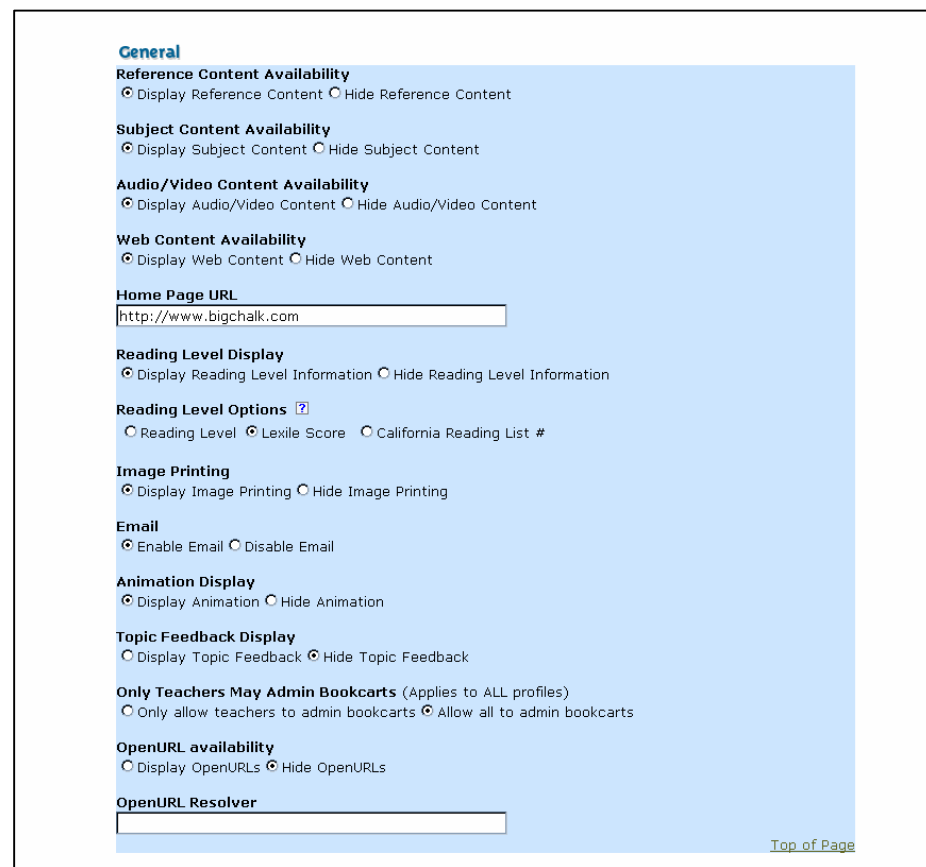 General
Reference Content Availability
Display Reference Content Hide Reference Content
Subject Content Availability
Display Subject Content Hide Subject Content
Audio/Video Content Availability
Display Audio/Video Content Hide Audio/Video Content
Web Content Availability
Display Web Content Hide Web Content
Home Page URL
http://www.bigchalk.com
Reading Level Display
Display Reading Level Information Hide Reading Level Information
Reading Level Options ?
Reading Level Lexile Score California Reading List #
Image Printing
Display Image Printing Hide Image Printing
Email
Enable Email Disable Email
Animation Display
Display Animation Hide Animation
Topic Feedback Display
Display Topic Feedback Hide Topic Feedback
Only Teachers May Admin Bookcarts (Applies to ALL profiles)
Only allow teachers to admin bookcarts Allow all to admin bookcarts
OpenURL availability
Display OpenURLs Hide OpenURLs
OpenURL Resolver
Top of Page